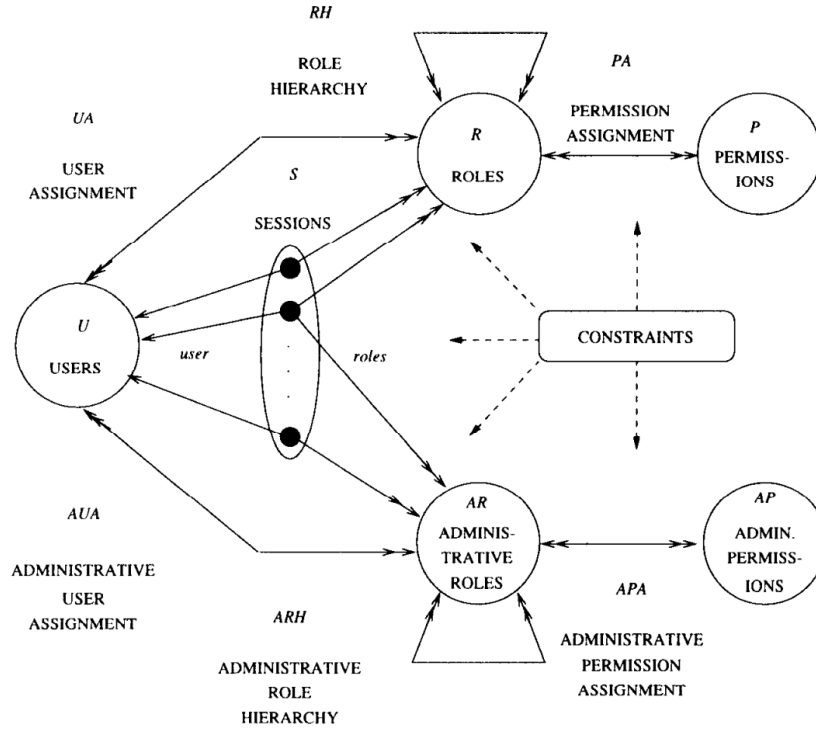 RH
ROLE
HIERARCHY
PA
PERMISSION
ASSIGNMENT
UA
USER
ASSIGNMENT
R
ROLES
P
PERMISS-
IONS
S
SESSIONS
U
USERS
user
.
.
.
.
roles
CONSTRAINTS
AUA
ADMINISTRATIVE
USER
ASSIGNMENT
AR
ADMINIS-
TRATIVE
ROLES
AP
ADMIN.
PERMISS-
IONS
ARH
ADMINISTRATIVE
ROLE
HIERARCHY
APA
ADMINISTRATIVE
PERMISSION
ASSIGNMENT